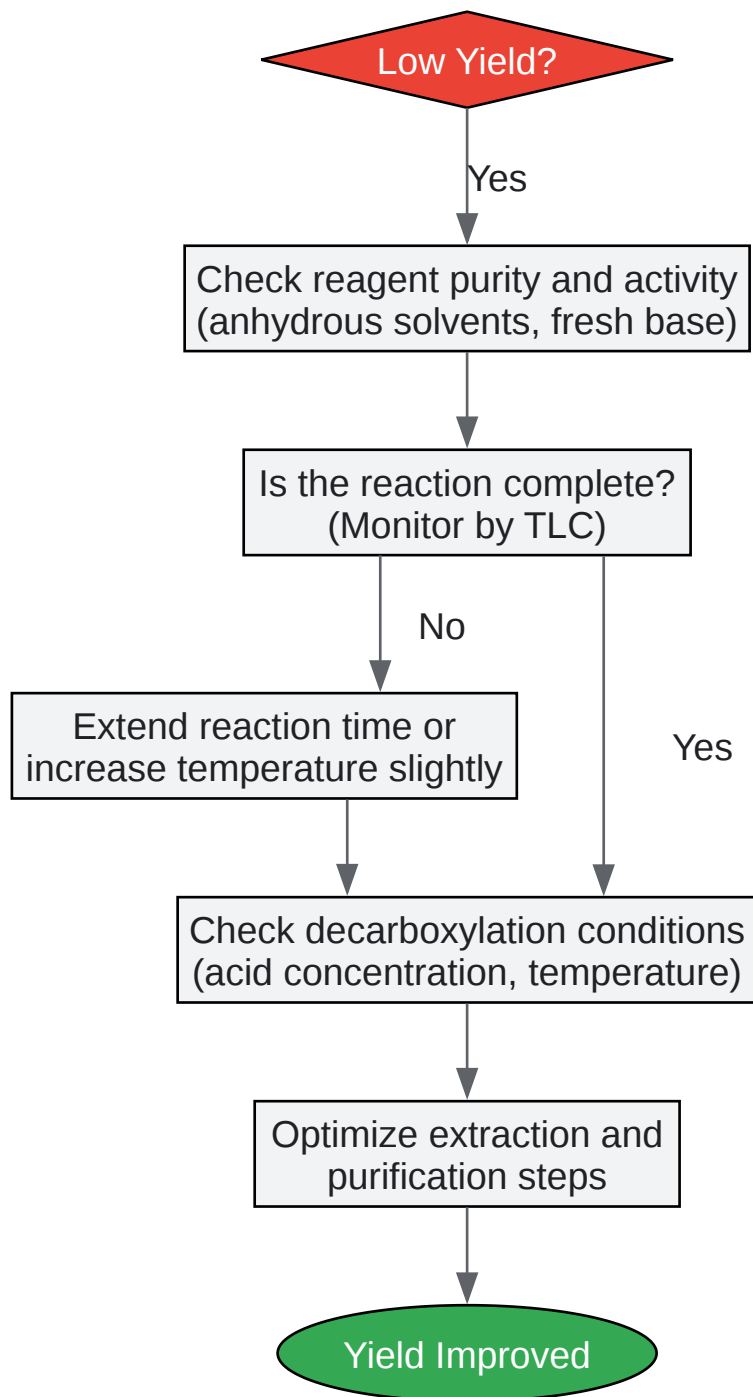 Low Yield?
Yes
Check reagent purity and activity
(anhydrous solvents, fresh base)
Is the reaction complete?
(Monitor by TLC)
No
Extend reaction time or
increase temperature slightly
Yes
Check decarboxylation conditions
(acid concentration, temperature)
Optimize extraction and
purification steps
Yield Improved